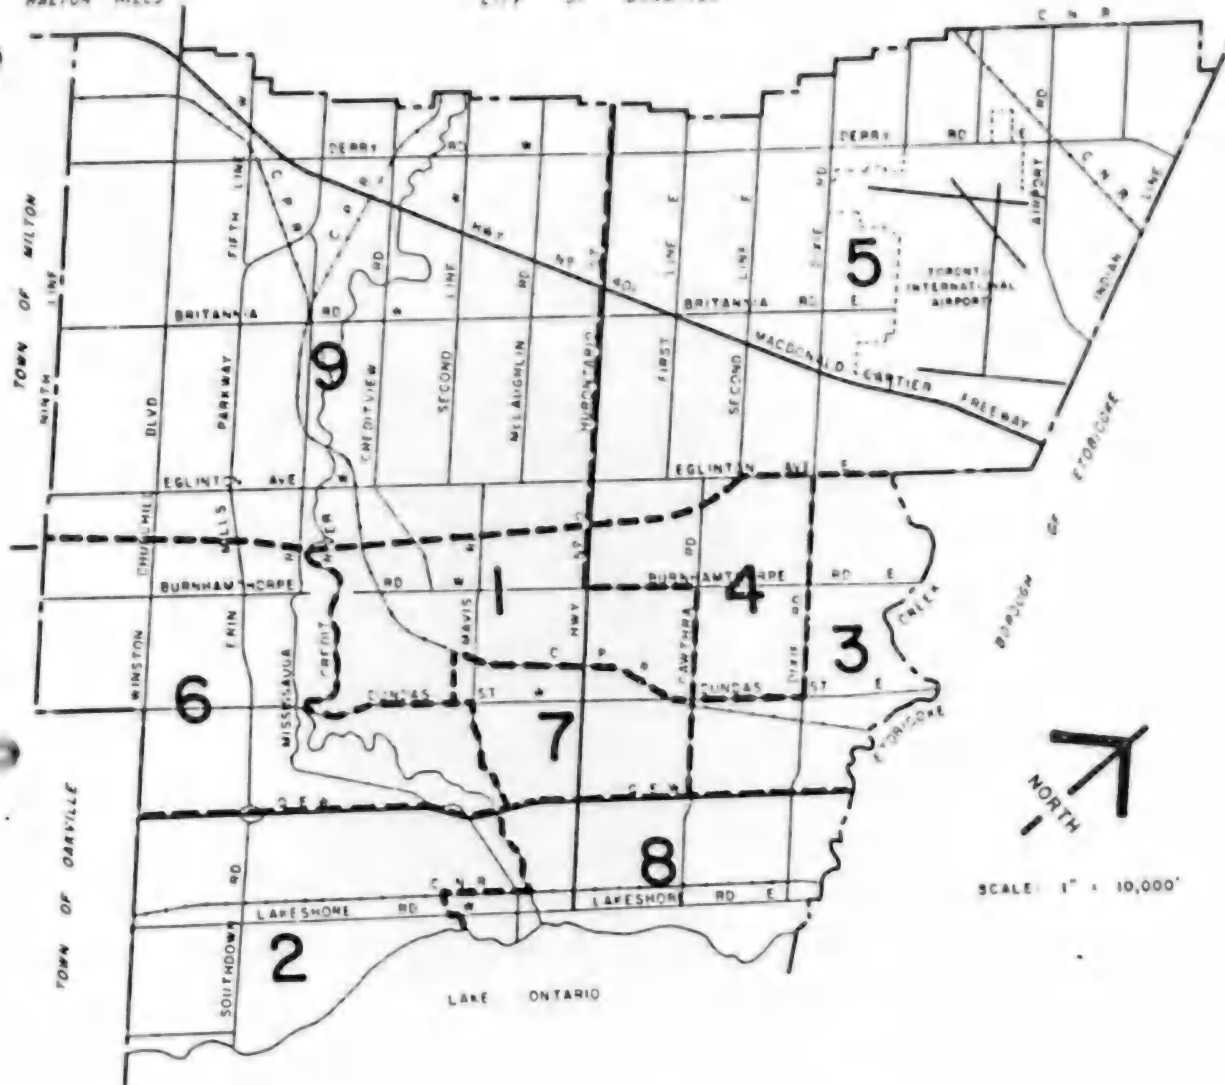 HALTON HILLS
CITY OF
C N R
DERRY RD W
DERRY RD E
FIFTH LINE W
C P R
RD
LINE W
HWY NO. 401
LINE E
LINE E
DIXIE RD
AIRPORT RD
C N R
INDIAN LINE
TOWN OF MILTON
NINTH LINE
5
TORONTO
INTERNATIONAL
AIRPORT
BRITANNIA RD W
BRITANNIA RD E
9
MACDONALD CARTIER FREEWAY
BLVD
PARKWAY
CREDITVIEW
SECOND
McLAUGHLIN
HURONTARIO
FIRST
SECOND
EGLINTON AVE W
EGLINTON AVE E
BOROUGH OF ETOBICOKE
CHURCHILL
MILLS
RIVER
RD
BURNHAMTHORPE RD W
BURNHAMTHORPE RD E
1
4
3
WINSTON
ERIN
MISSISSAUGA
CREDIT
MAVIS
HWY
CAWTHRA
DIXIE
CREEK
C P R
6
DUNDAS ST W
DUNDAS ST E
7
ETOBICOKE
NORTH
Q E W
Q E W
TOWN OF OAKVILLE
8
SCALE: 1" = 10,000'
RD
C N R
LAKESHORE RD W
LAKESHORE RD E
SOUTHDOWN
2
LAKE ONTARIO